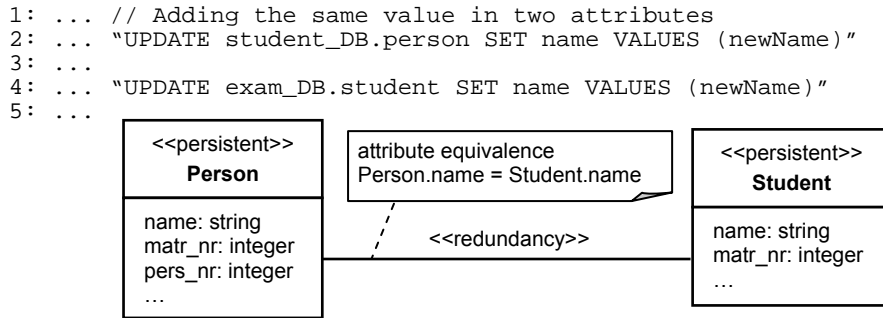 1: ... // Adding the same value in two attributes
2: ... “UPDATE student_DB.person SET name VALUES (newName)”
3: ...
4: ... “UPDATE exam_DB.student SET name VALUES (newName)”
5: ...
<<persistent>>
Person
name: string
matr_nr: integer
pers_nr: integer
…
attribute equivalence
Person.name = Student.name
<<redundancy>>
<<persistent>>
Student
name: string
matr_nr: integer
…